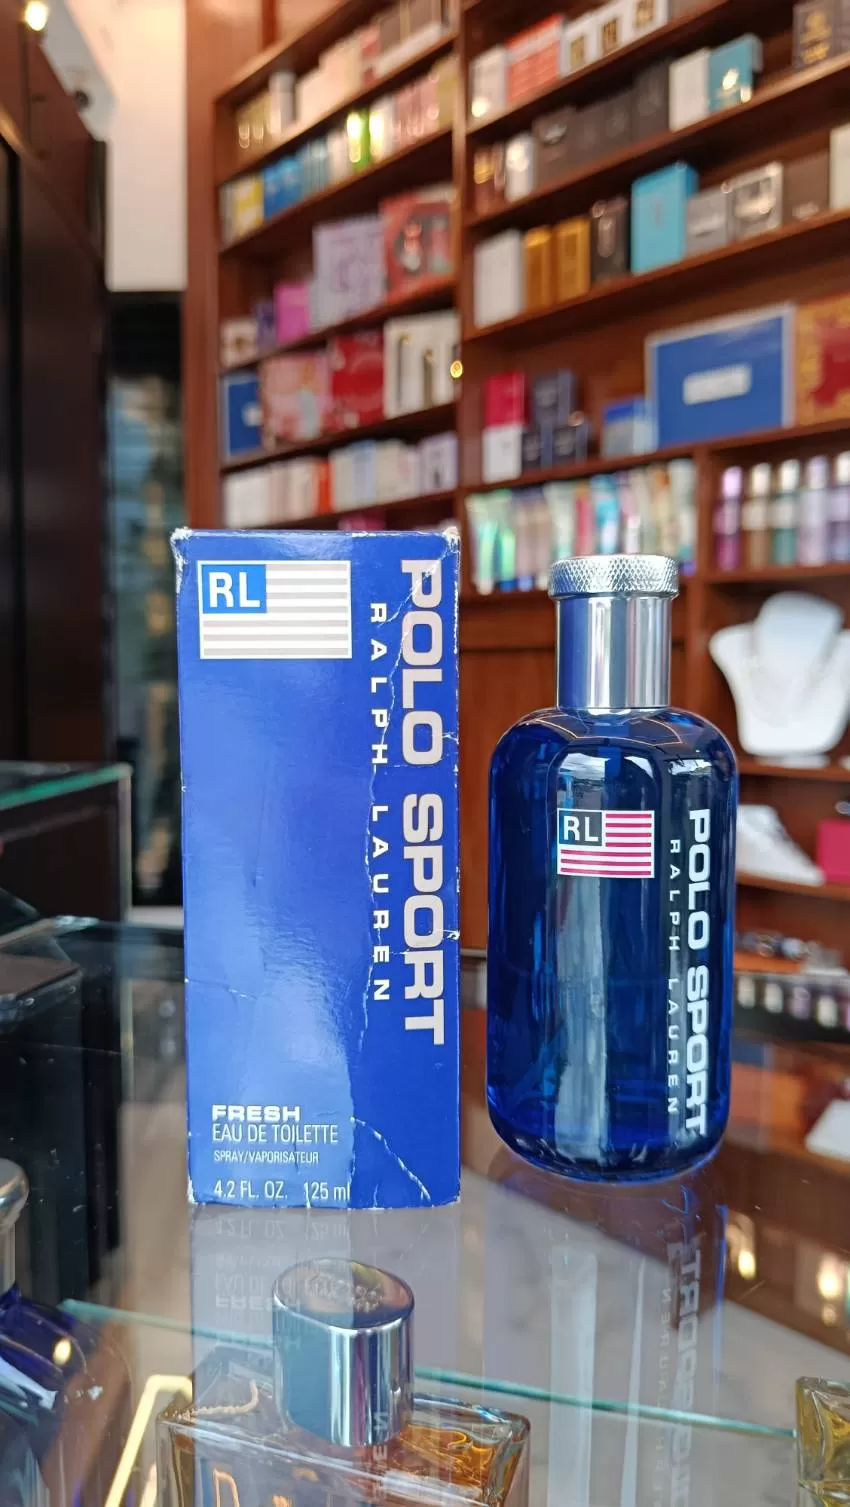 RL
POLO SPORT
RALPH LAUREN
FRESH
EAU DE TOILETTE
SPRAY/VAPORISATEUR
4.2 FL. OZ. 125 ml
RL
POLO SPORT
RALPH LAUREN